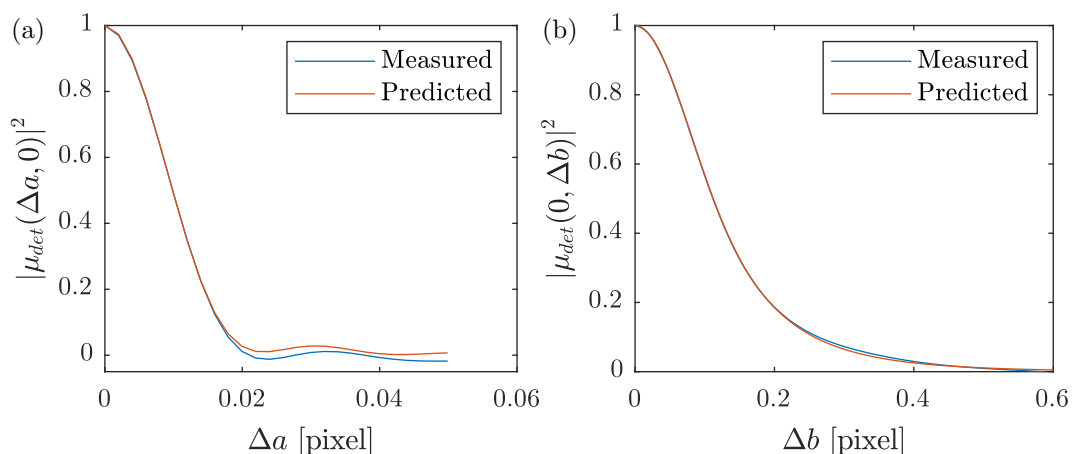 (a)
1
0.8
0.6
0.4
0.2
0
|μ_det(Δa, 0)|²
Measured
Predicted
0
0.02
0.04
0.06
Δa [pixel]
(b)
1
0.8
0.6
0.4
0.2
0
|μ_det(0, Δb)|²
Measured
Predicted
0
0.2
0.4
0.6
Δb [pixel]